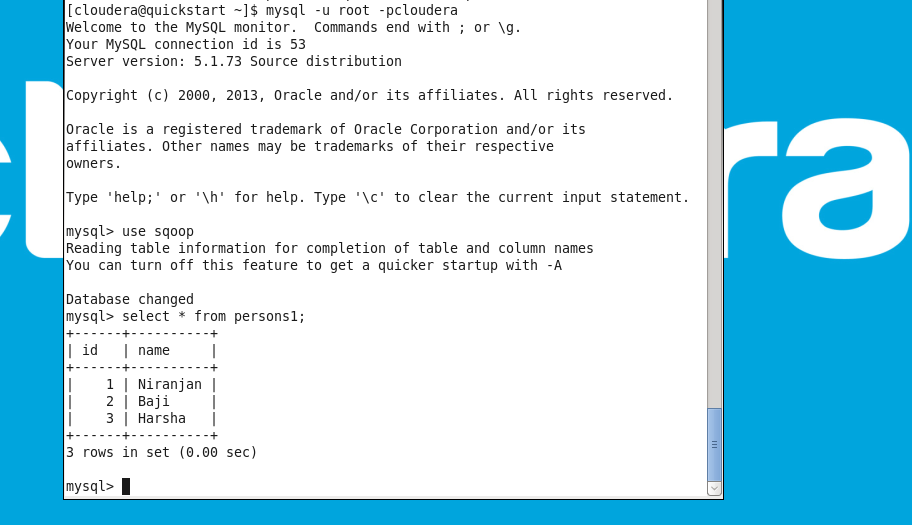 [cloudera@quickstart ~]$ mysql -u root -pcloudera
Welcome to the MySQL monitor.  Commands end with ; or \g.
Your MySQL connection id is 53
Server version: 5.1.73 Source distribution

Copyright (c) 2000, 2013, Oracle and/or its affiliates. All rights reserved.

Oracle is a registered trademark of Oracle Corporation and/or its
affiliates. Other names may be trademarks of their respective
owners.

Type 'help;' or '\h' for help. Type '\c' to clear the current input statement.

mysql> use sqoop
Reading table information for completion of table and column names
You can turn off this feature to get a quicker startup with -A

Database changed
mysql> select * from persons1;
+------+----------+
| id   | name     |
+------+----------+
|    1 | Niranjan |
|    2 | Baji     |
|    3 | Harsha   |
+------+----------+
3 rows in set (0.00 sec)

mysql>
cl
ra